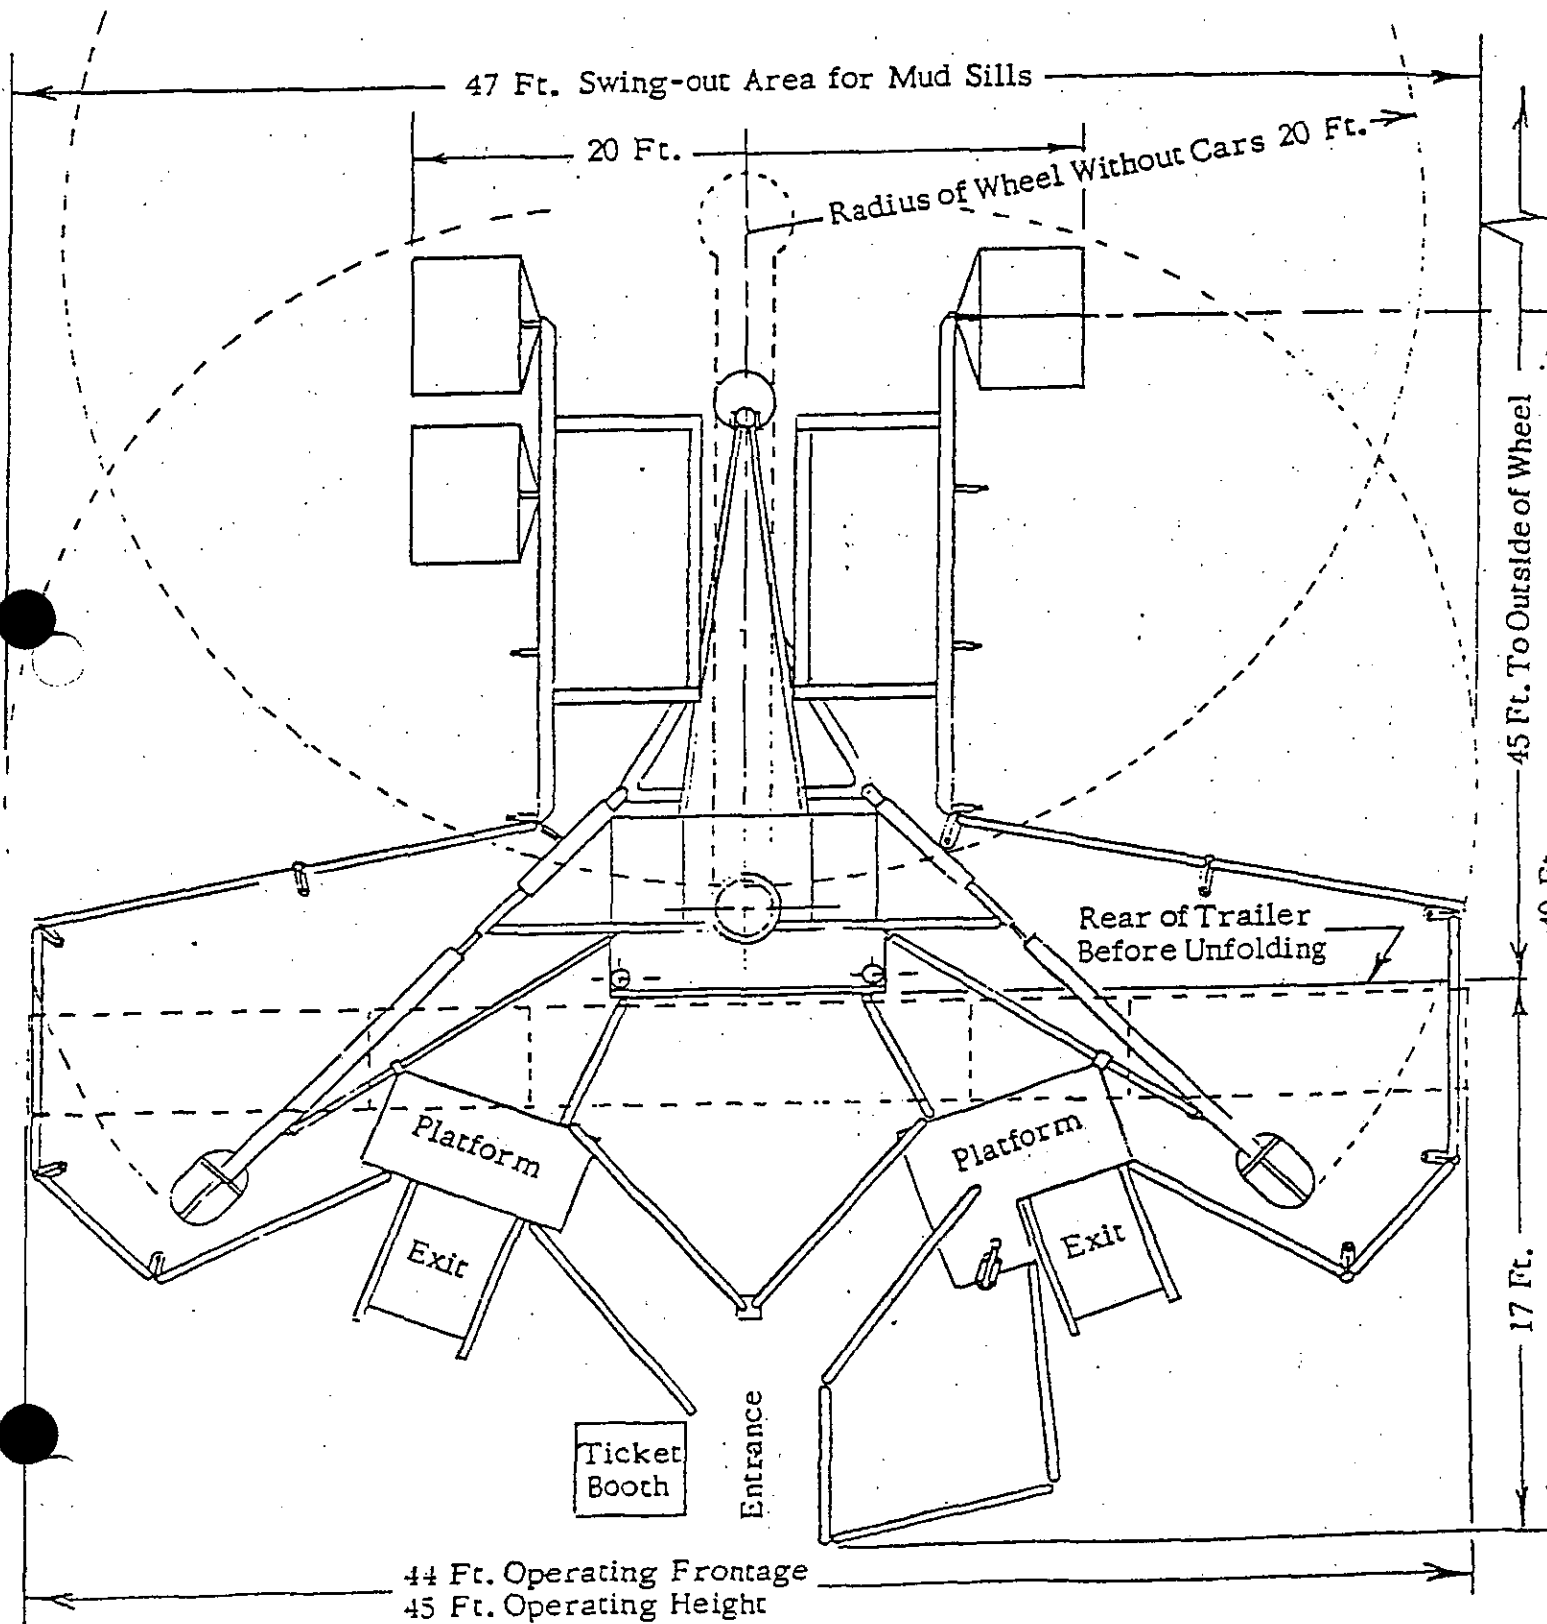 47 Ft. Swing-out Area for Mud Sills
20 Ft.
Radius of Wheel Without Cars 20 Ft.
45 Ft. To Outside of Wheel
Rear of Trailer
Before Unfolding
Platform
Platform
Exit
Exit
17 Ft.
Ticket
Booth
Entrance
44 Ft. Operating Frontage
45 Ft. Operating Height